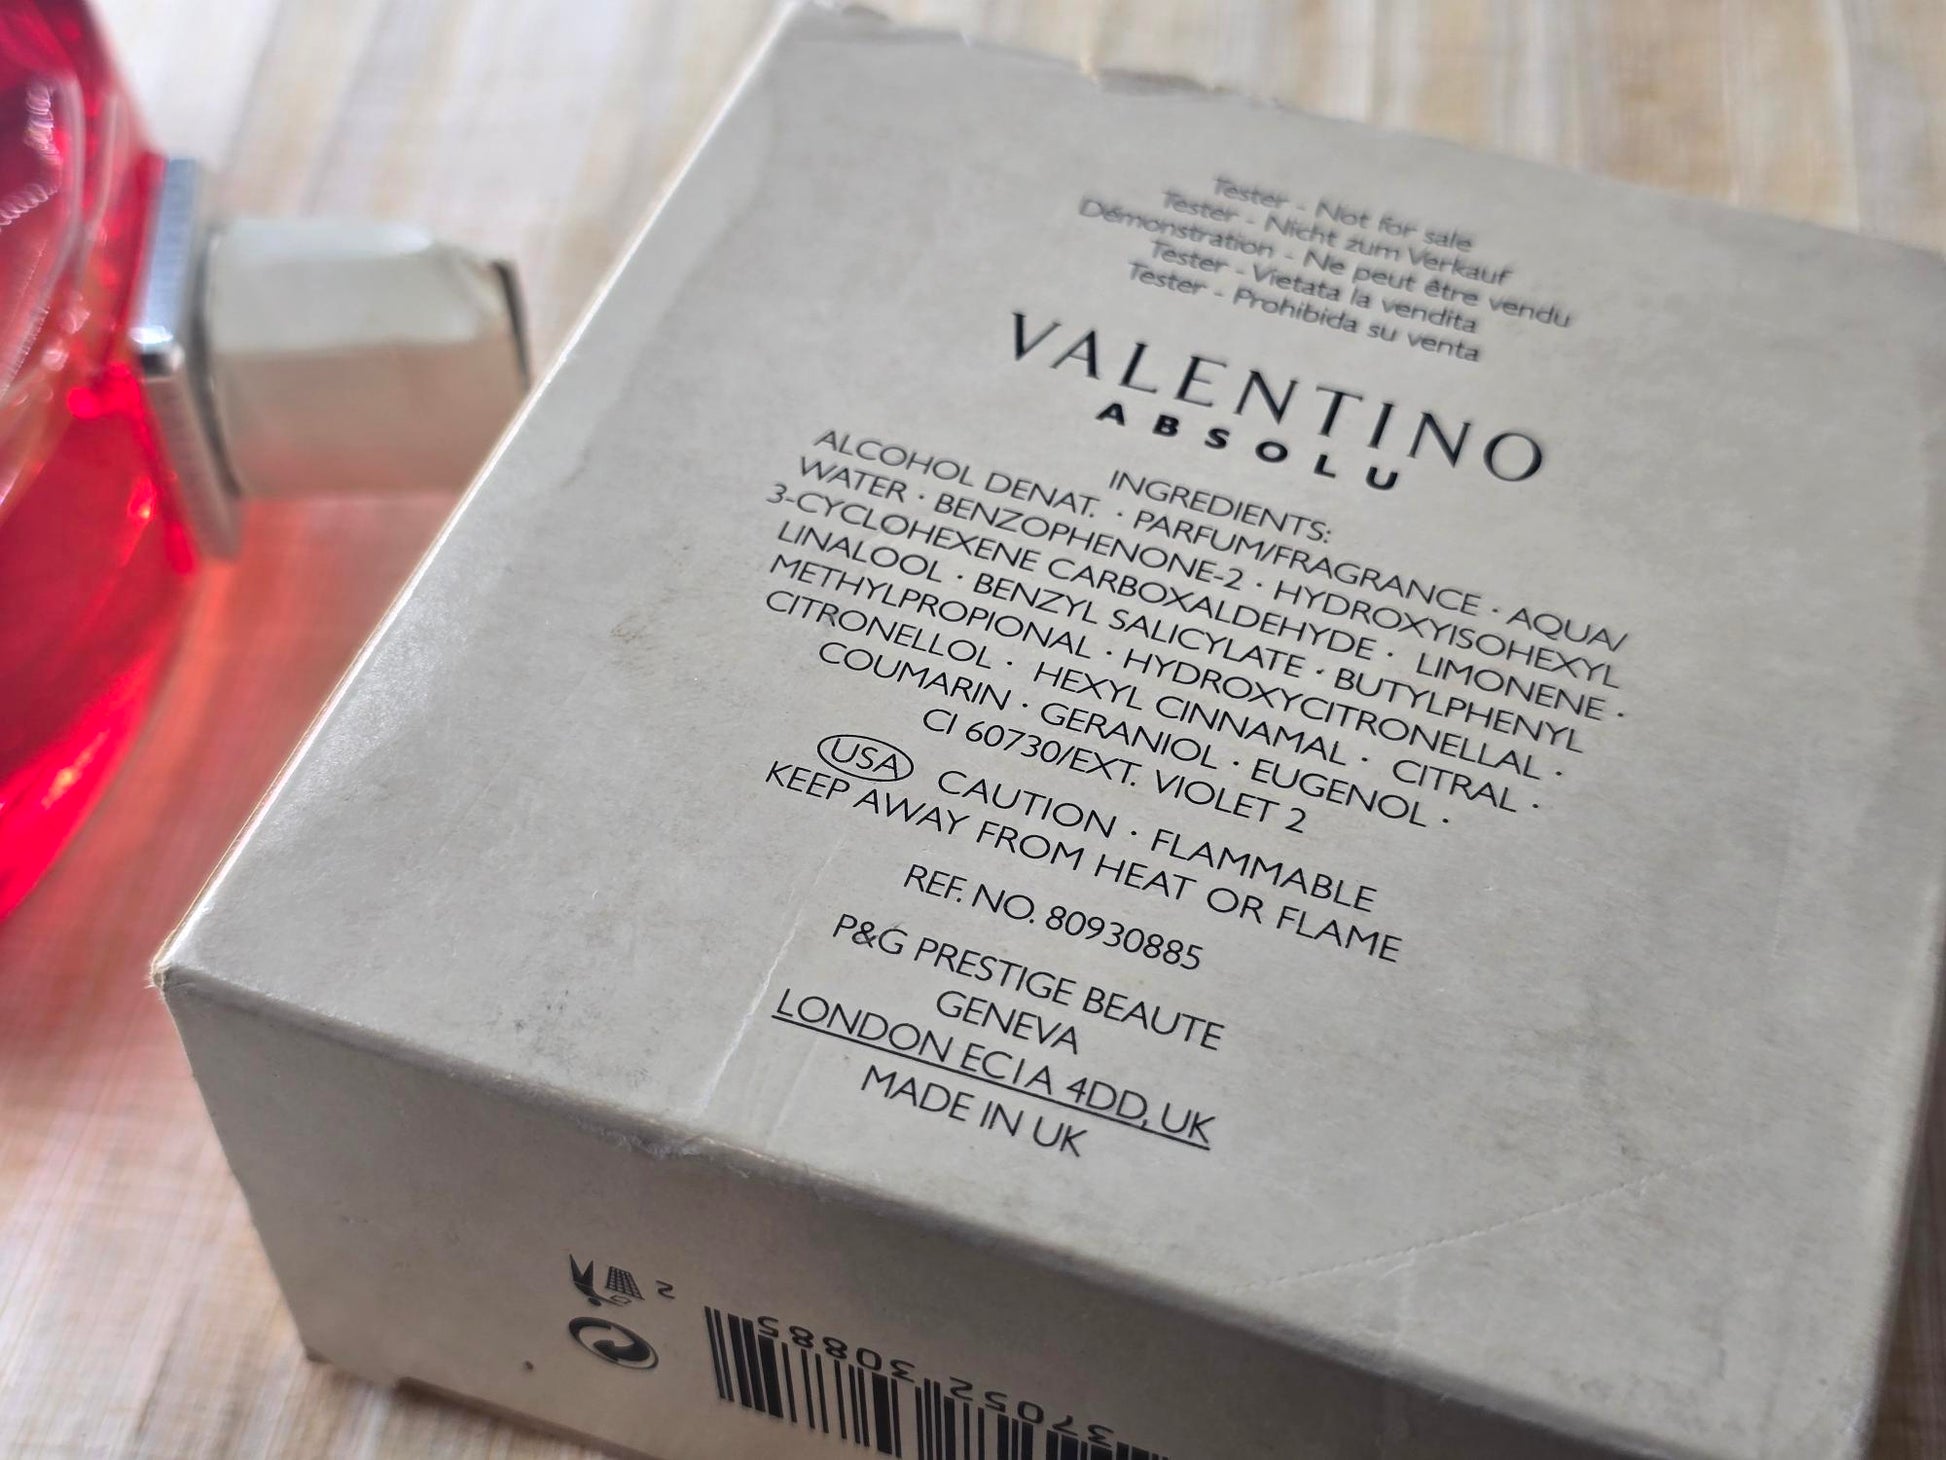 Tester - Not for sale
Tester - Nicht zum Verkauf
Démonstration - Ne peut être vendu
Tester - Vietata la vendita
Tester - Prohibida su venta
VALENTINO
ABSOLU
INGREDIENTS:
ALCOHOL DENAT. · PARFUM/FRAGRANCE · AQUA/
WATER · BENZOPHENONE-2 · HYDROXYISOHEXYL
3-CYCLOHEXENE CARBOXALDEHYDE · LIMONENE ·
LINALOOL · BENZYL SALICYLATE · BUTYLPHENYL
METHYLPROPIONAL · HYDROXYCITRONELLAL ·
CITRONELLOL · HEXYL CINNAMAL · CITRAL ·
COUMARIN · GERANIOL · EUGENOL ·
CI 60730/EXT. VIOLET 2
USA CAUTION · FLAMMABLE
KEEP AWAY FROM HEAT OR FLAME
REF. NO. 80930885
P&G PRESTIGE BEAUTE
GENEVA
LONDON EC1A 4DD, UK
MADE IN UK
2
37052 30885